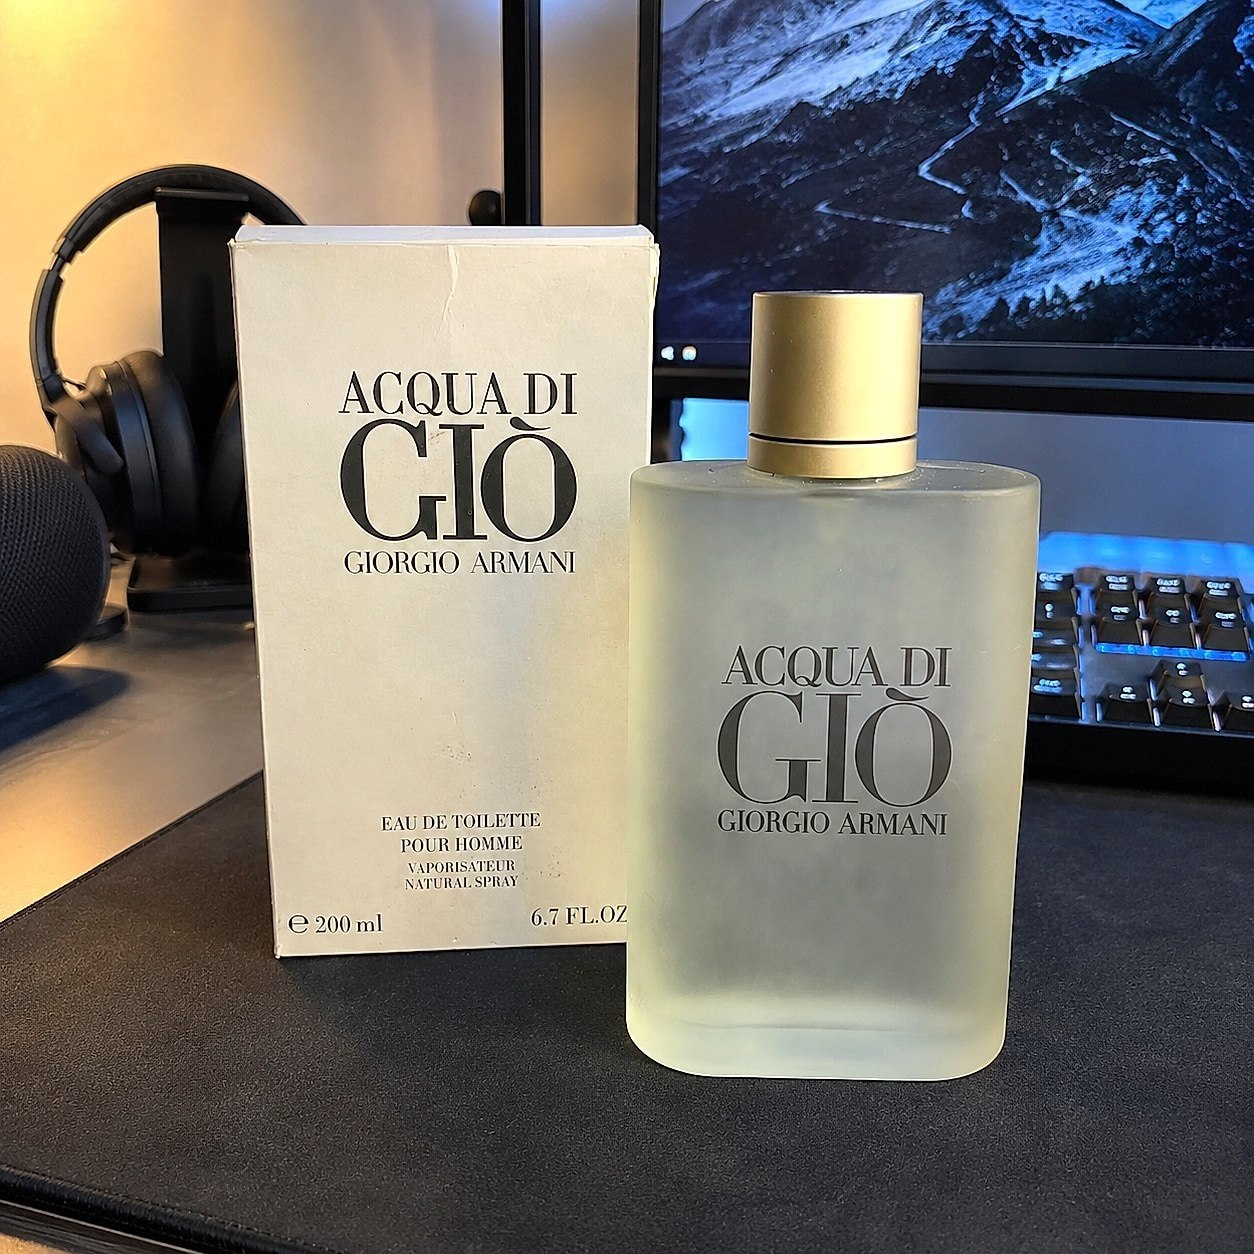 ACQUA DI
GIÒ
GIORGIO ARMANI
EAU DE TOILETTE
POUR HOMME
VAPORISATEUR
NATURAL SPRAY
℮ 200 ml
6.7 FL.OZ
ACQUA DI
GIÒ
GIORGIO ARMANI